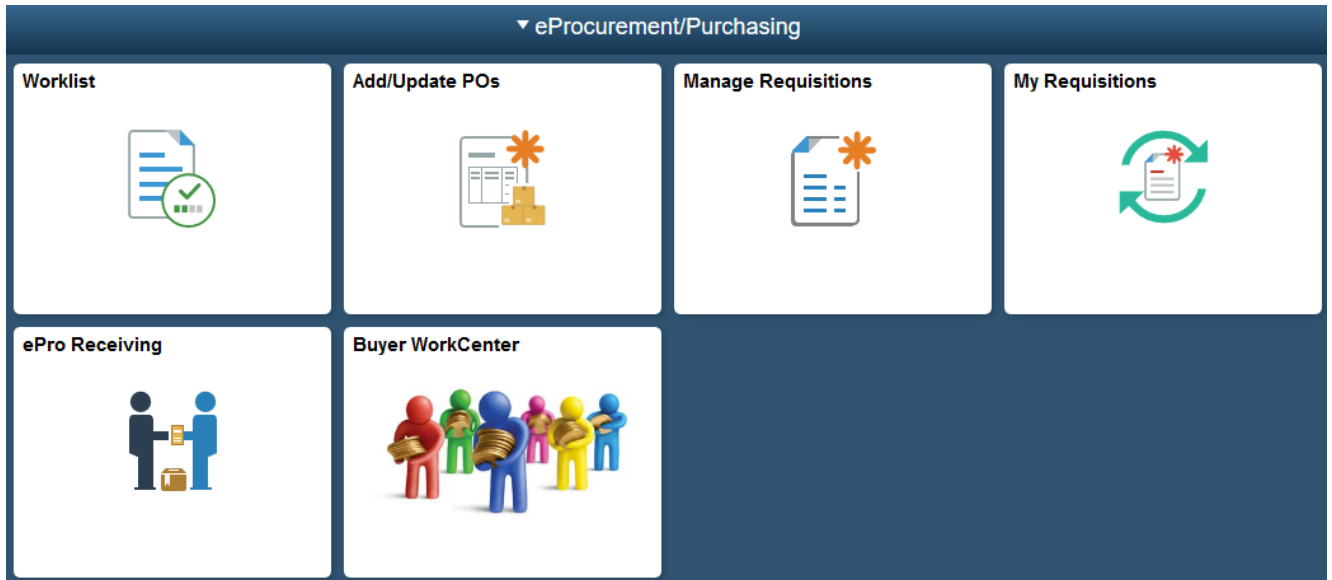 eProcurement/Purchasing
Worklist
Add/Update POs
Manage Requisitions
My Requisitions
ePro Receiving
Buyer WorkCenter